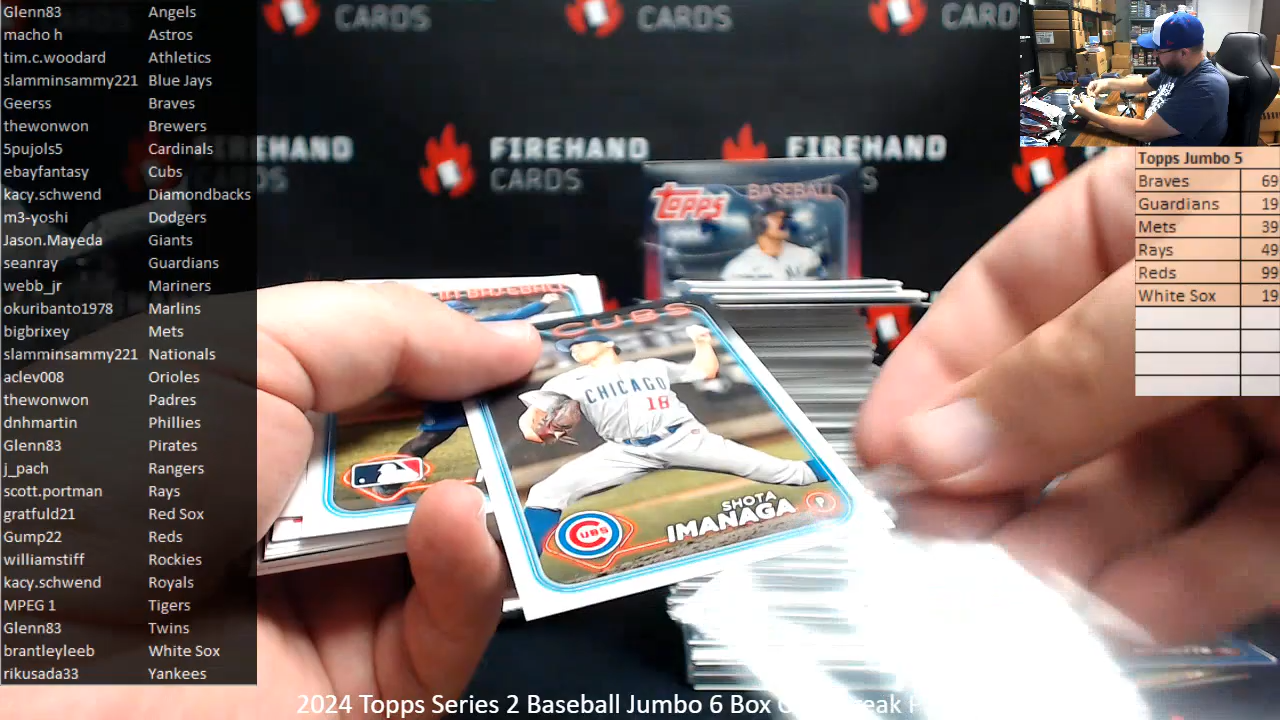 Glenn83 Angels
macho h Astros
tim.c.woodard Athletics
slamminsammy221 Blue Jays
Geerss Braves
thewonwon Brewers
5pujols5 Cardinals
ebayfantasy Cubs
kacy.schwend Diamondbacks
m3-yoshi Dodgers
Jason.Mayeda Giants
seanray Guardians
webb_jr Mariners
okuribanto1978 Marlins
bigbrixey Mets
slamminsammy221 Nationals
aclev008 Orioles
thewonwon Padres
dnhmartin Phillies
Glenn83 Pirates
j_pach Rangers
scott.portman Rays
gratfuld21 Red Sox
Gump22 Reds
williamstiff Rockies
kacy.schwend Royals
MPEG 1 Tigers
Glenn83 Twins
brantleyleeb White Sox
rikusada33 Yankees
CARDS
CARDS
CARD
FIREHAND
CARDS
FIREHAND
Topps BASEBALL
BASEBALL
CUBS
CHICAGO
18
SHOTA
IMANAGA
P
CUBS
Topps Jumbo 5
Braves 69
Guardians 19
Mets 39
Rays 49
Reds 99
White Sox 19
2024 Topps Series 2 Baseball Jumbo 6 Box